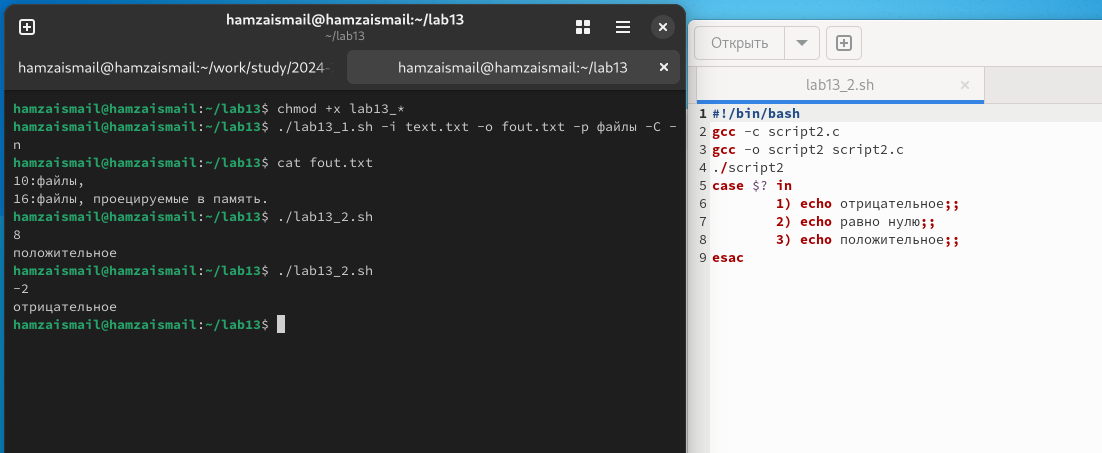 hamzaismail@hamzaismail:~/lab13
~/lab13
hamzaismail@hamzaismail:~/work/study/2024-
hamzaismail@hamzaismail:~/lab13
hamzaismail@hamzaismail:~/lab13$ chmod +x lab13_*
hamzaismail@hamzaismail:~/lab13$ ./lab13_1.sh -i text.txt -o fout.txt -p файлы -C -
n
hamzaismail@hamzaismail:~/lab13$ cat fout.txt
10:файлы,
16:файлы, проецируемые в память.
hamzaismail@hamzaismail:~/lab13$ ./lab13_2.sh
8
положительное
hamzaismail@hamzaismail:~/lab13$ ./lab13_2.sh
-2
отрицательное
hamzaismail@hamzaismail:~/lab13$
Открыть
lab13_2.sh
1 #!/bin/bash
2 gcc -c script2.c
3 gcc -o script2 script2.c
4 ./script2
5 case $? in
6 1) echo отрицательное;;
7 2) echo равно нулю;;
8 3) echo положительное;;
9 esac